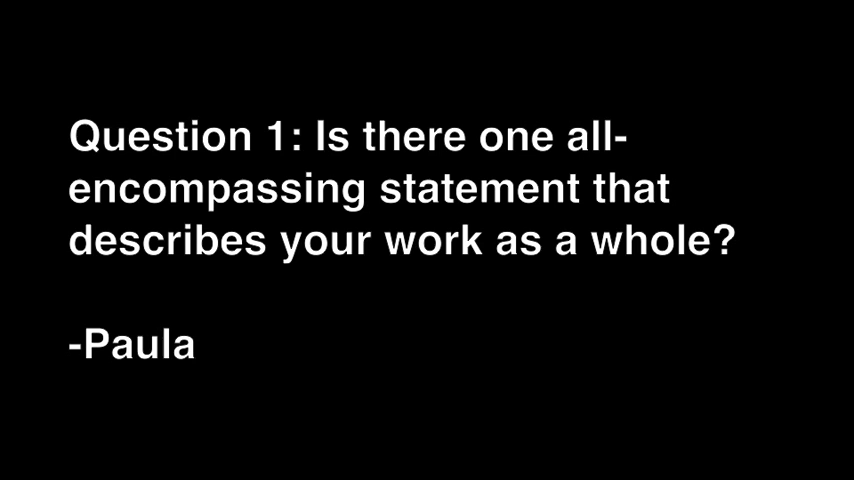 Question 1: Is there one all-
encompassing statement that
describes your work as a whole?
-Paula